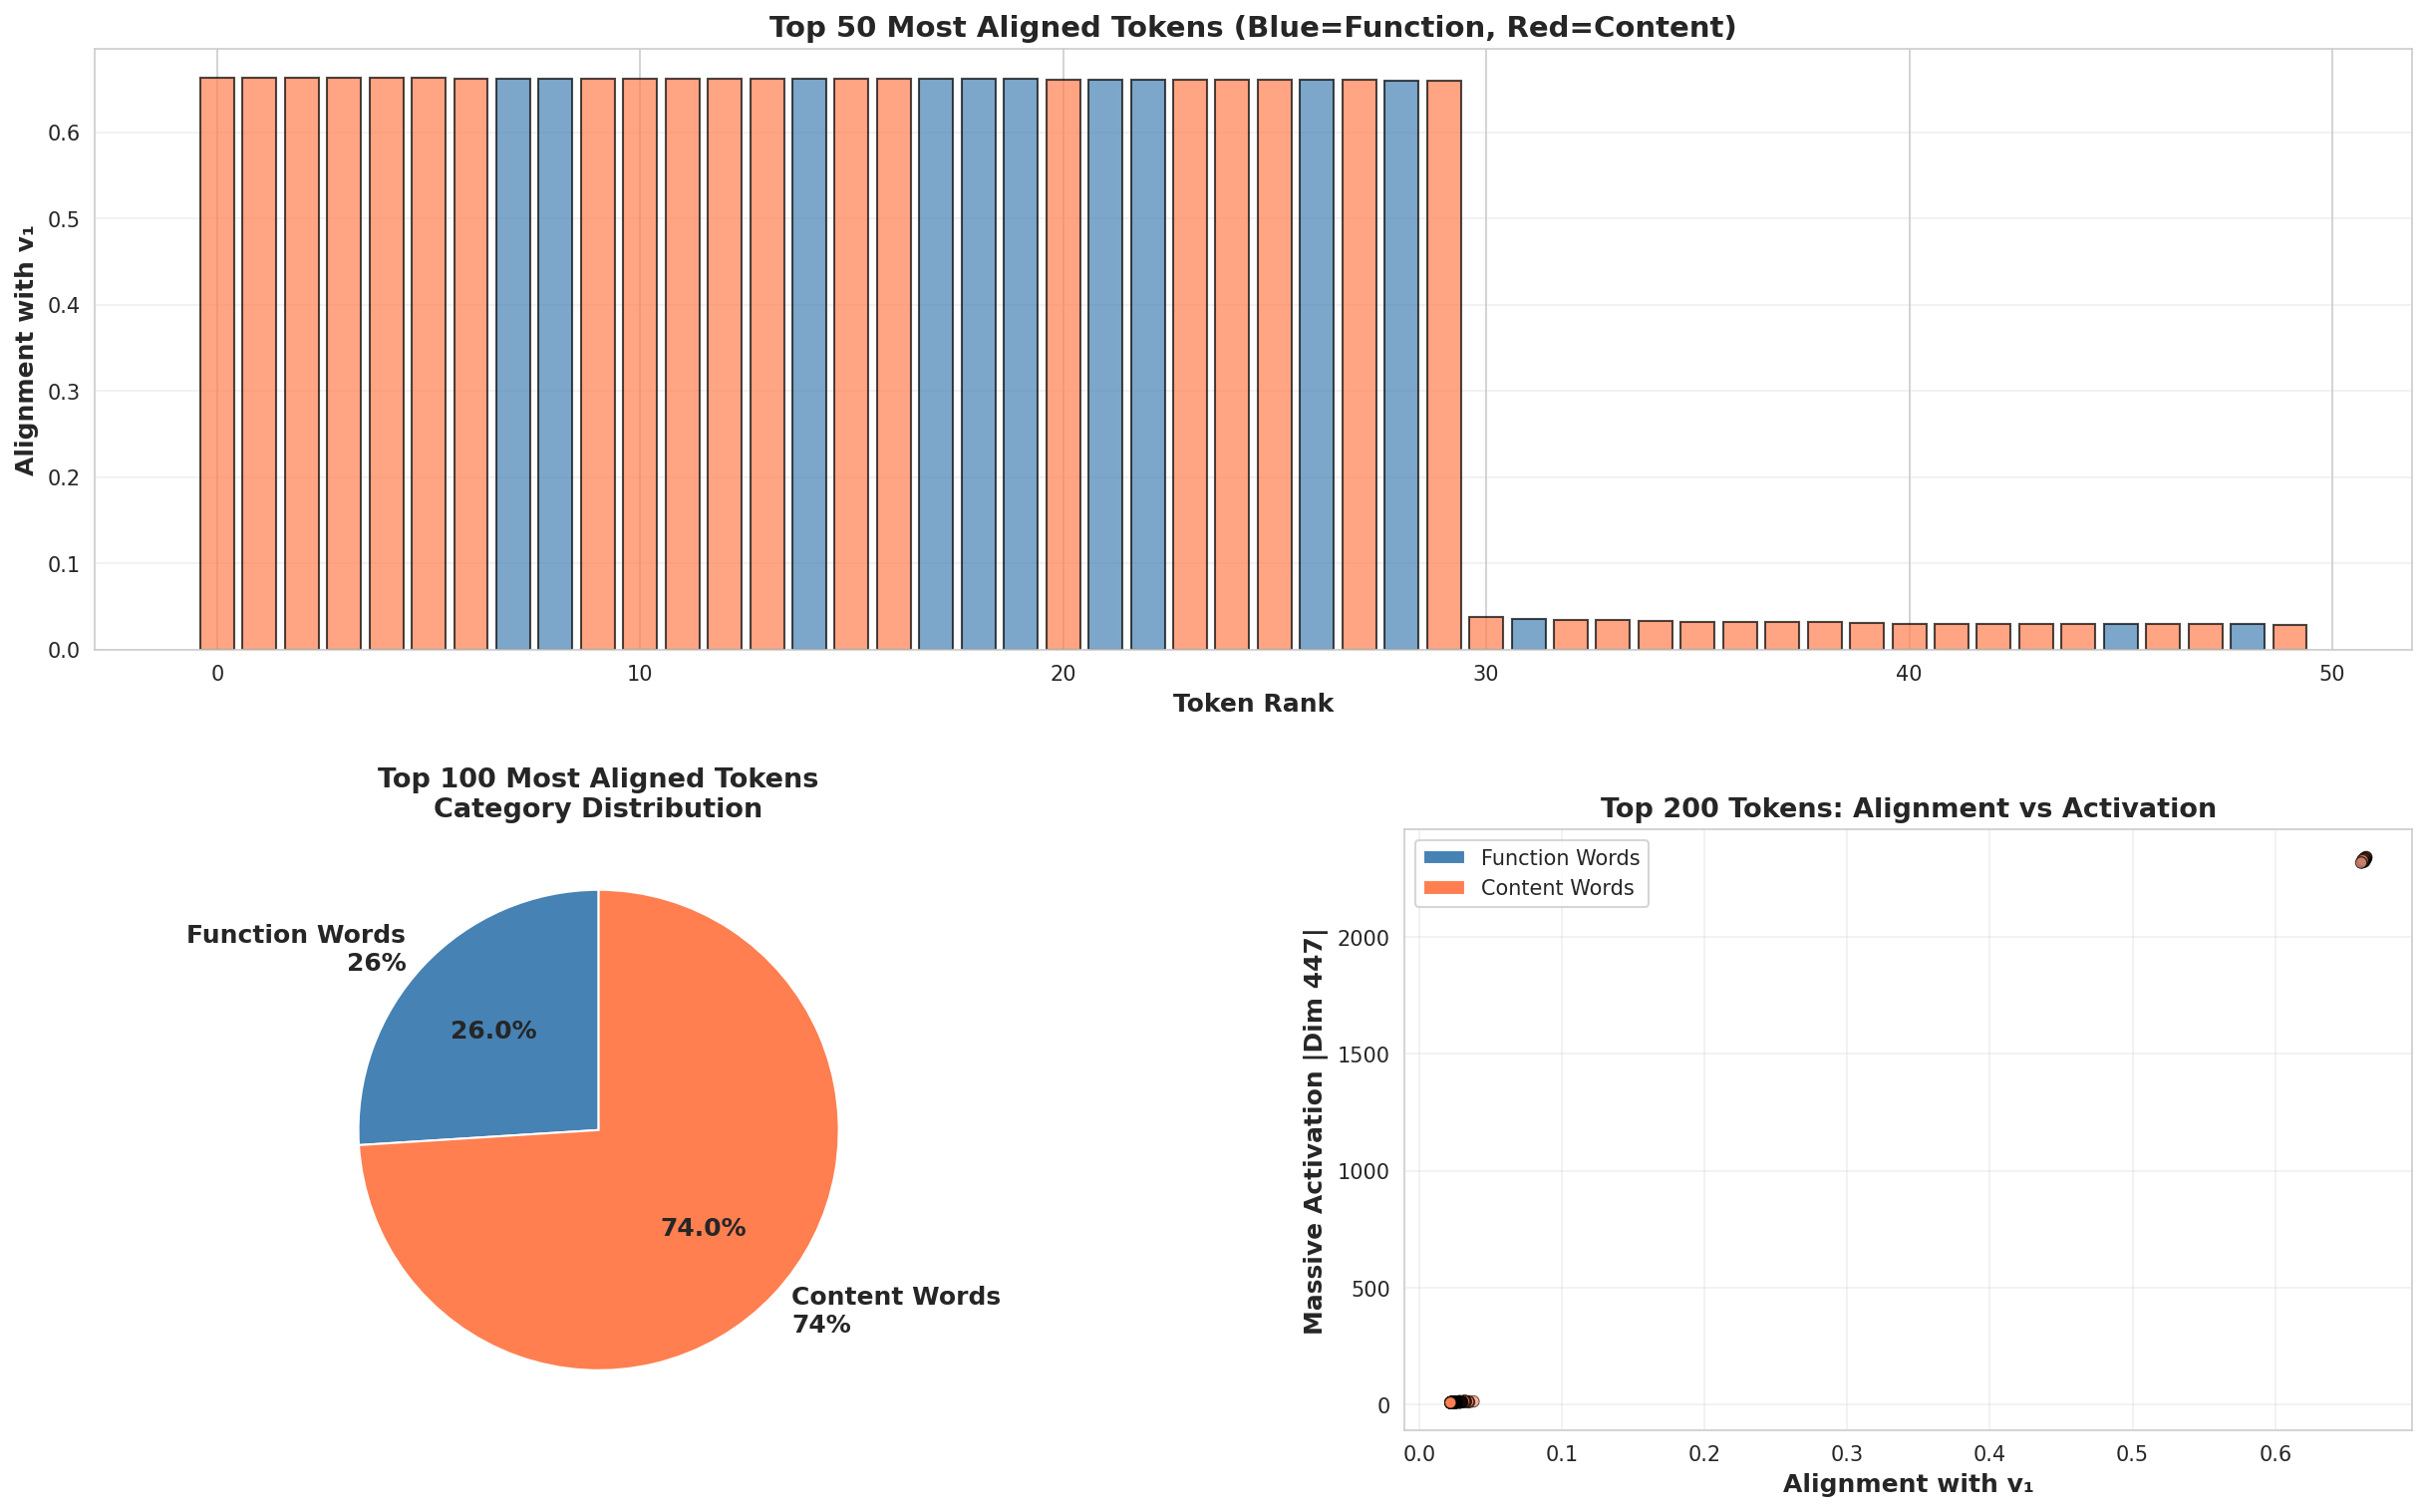 Top 50 Most Aligned Tokens (Blue=Function, Red=Content)
Alignment with v₁
0.6
0.5
0.4
0.3
0.2
0.1
0.0
0 10 20 30 40 50
Token Rank
Top 100 Most Aligned Tokens
Category Distribution
Function Words
26%
26.0%
74.0%
Content Words
74%
Top 200 Tokens: Alignment vs Activation
Function Words
Content Words
Massive Activation |Dim 447|
2000
1500
1000
500
0
0.0 0.1 0.2 0.3 0.4 0.5 0.6
Alignment with v₁